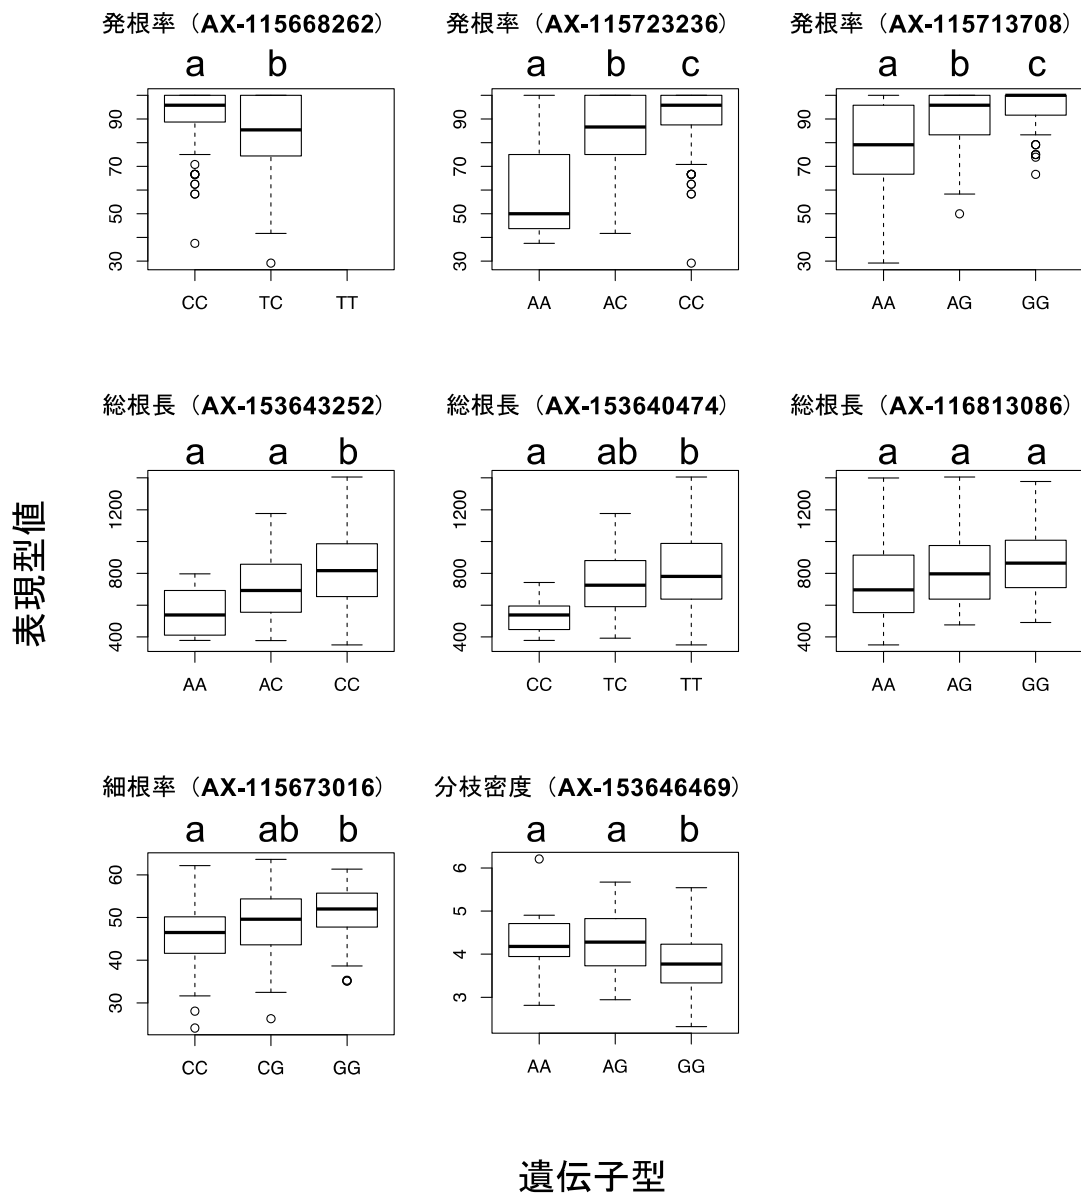 発根率（AX-115668262）
a b
90
70
50
30
CC TC TT
発根率（AX-115723236）
a b c
90
70
50
30
AA AC CC
発根率（AX-115713708）
a b c
90
70
50
30
AA AG GG
表現型値
総根長（AX-153643252）
a a b
1200
800
400
AA AC CC
総根長（AX-153640474）
a ab b
1200
800
400
CC TC TT
総根長（AX-116813086）
a a a
1200
800
400
AA AG GG
細根率（AX-115673016）
a ab b
60
50
40
30
CC CG GG
分枝密度（AX-153646469）
a a b
6
5
4
3
AA AG GG
遺伝子型